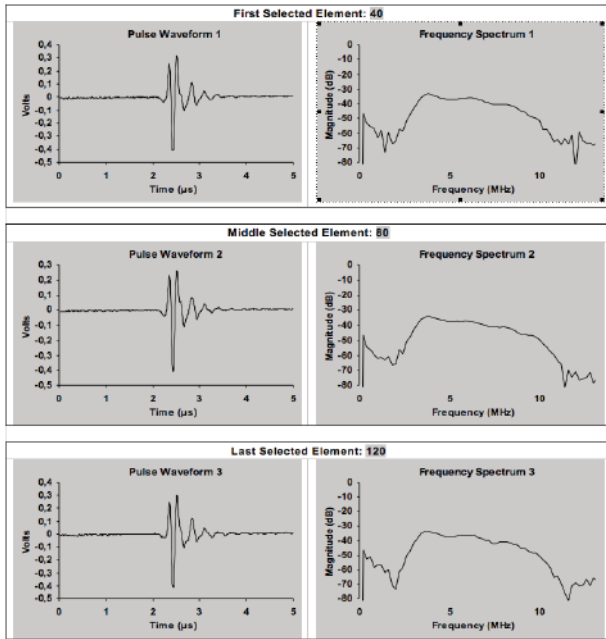 First Selected Element: 40
Pulse Waveform 1
Volts
0,4
0,3
0,2
0,1
0
-0,1
-0,2
-0,3
-0,4
-0,5
0 1 2 3 4 5
Time (µs)
Frequency Spectrum 1
Magnitude (dB)
0
-10
-20
-30
-40
-50
-60
-70
-80
0 5 10
Frequency (MHz)
Middle Selected Element: 80
Pulse Waveform 2
Volts
0,3
0,2
0,1
0
-0,1
-0,2
-0,3
-0,4
-0,5
0 1 2 3 4 5
Time (µs)
Frequency Spectrum 2
Magnitude (dB)
0
-10
-20
-30
-40
-50
-60
-70
-80
0 5 10
Frequency (MHz)
Last Selected Element: 120
Pulse Waveform 3
Volts
0,4
0,3
0,2
0,1
0
-0,1
-0,2
-0,3
-0,4
-0,5
0 1 2 3 4 5
Time (µs)
Frequency Spectrum 3
Magnitude (dB)
0
-10
-20
-30
-40
-50
-60
-70
-80
0 5 10
Frequency (MHz)